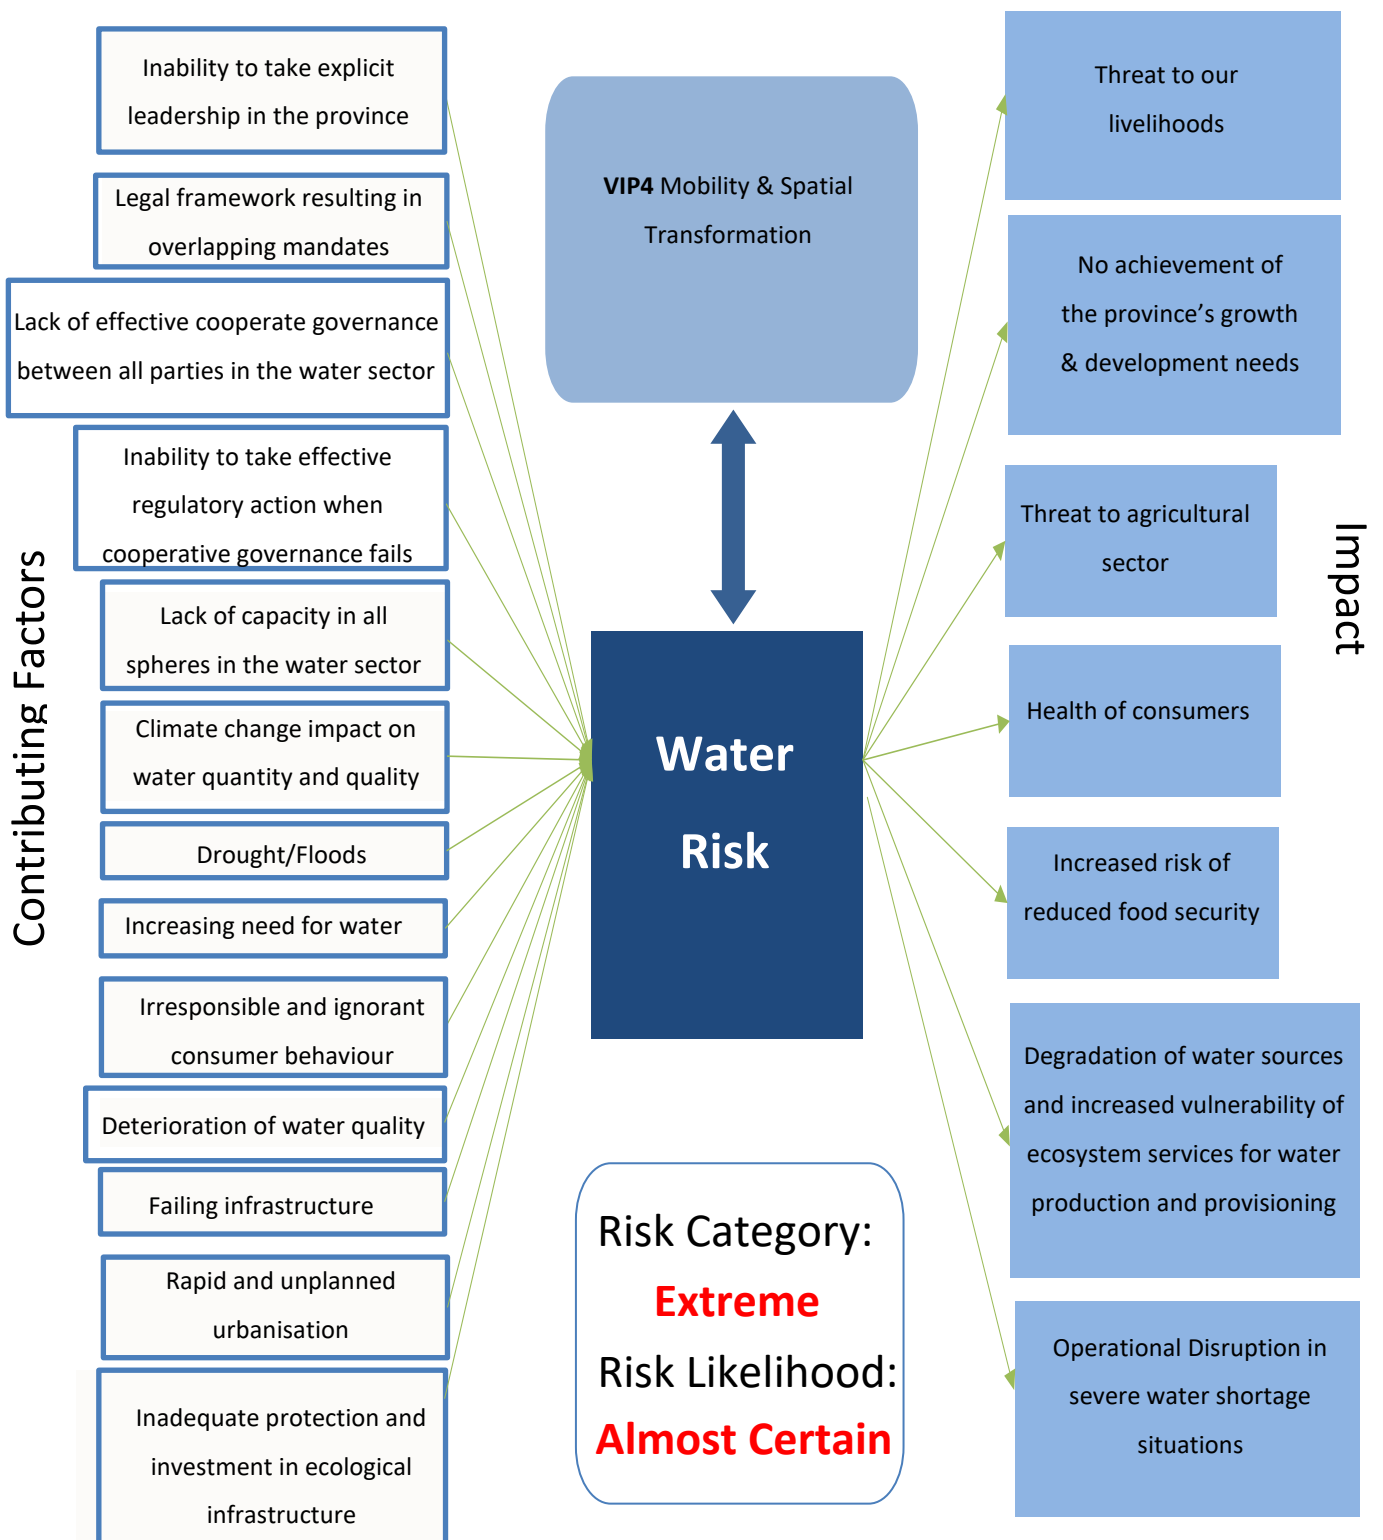 Contributing Factors
Inability to take explicit
leadership in the province
Legal framework resulting in
overlapping mandates
Lack of effective cooperate governance
between all parties in the water sector
Inability to take effective
regulatory action when
cooperative governance fails
Lack of capacity in all
spheres in the water sector
Climate change impact on
water quantity and quality
Drought/Floods
Increasing need for water
Irresponsible and ignorant
consumer behaviour
Deterioration of water quality
Failing infrastructure
Rapid and unplanned
urbanisation
Inadequate protection and
investment in ecological
infrastructure
VIP4 Mobility & Spatial
Transformation
Water
Risk
Risk Category:
Extreme
Risk Likelihood:
Almost Certain
Threat to our
livelihoods
No achievement of
the province’s growth
& development needs
Threat to agricultural
sector
Health of consumers
Increased risk of
reduced food security
Degradation of water sources
and increased vulnerability of
ecosystem services for water
production and provisioning
Operational Disruption in
severe water shortage
situations
Impact